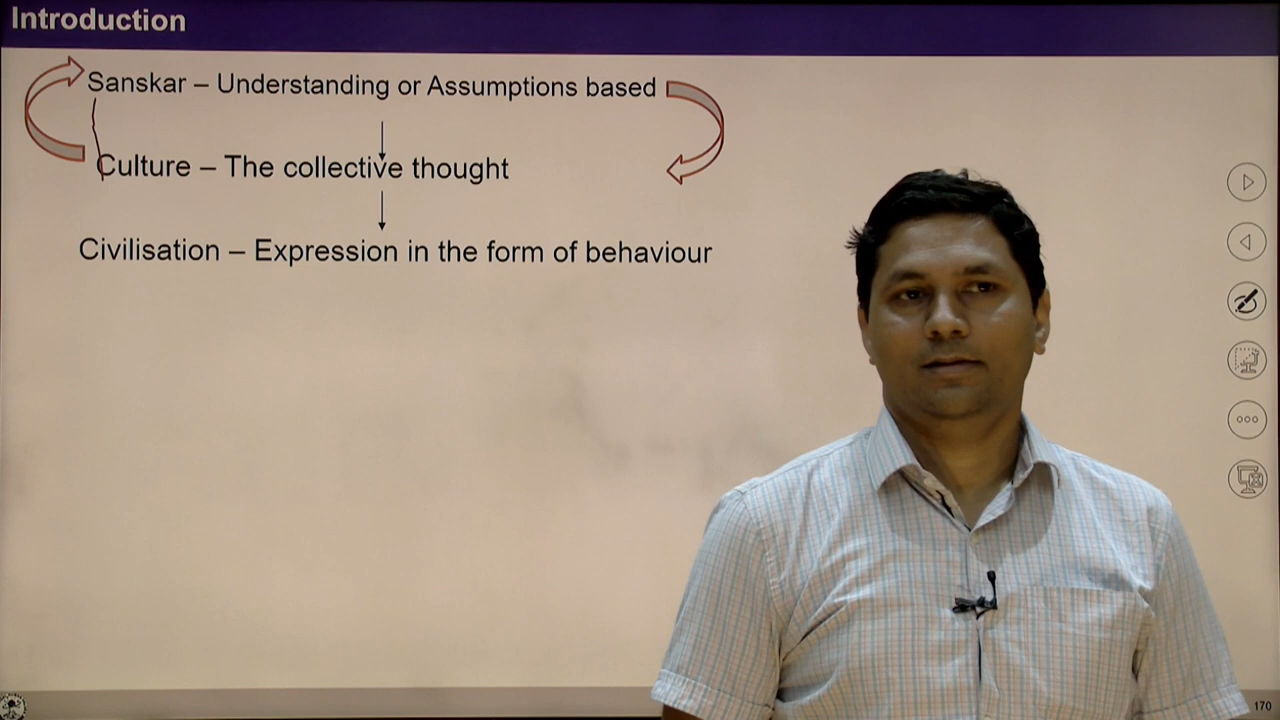 Introduction
Sanskar – Understanding or Assumptions based
Culture – The collective thought
Civilisation – Expression in the form of behaviour
170